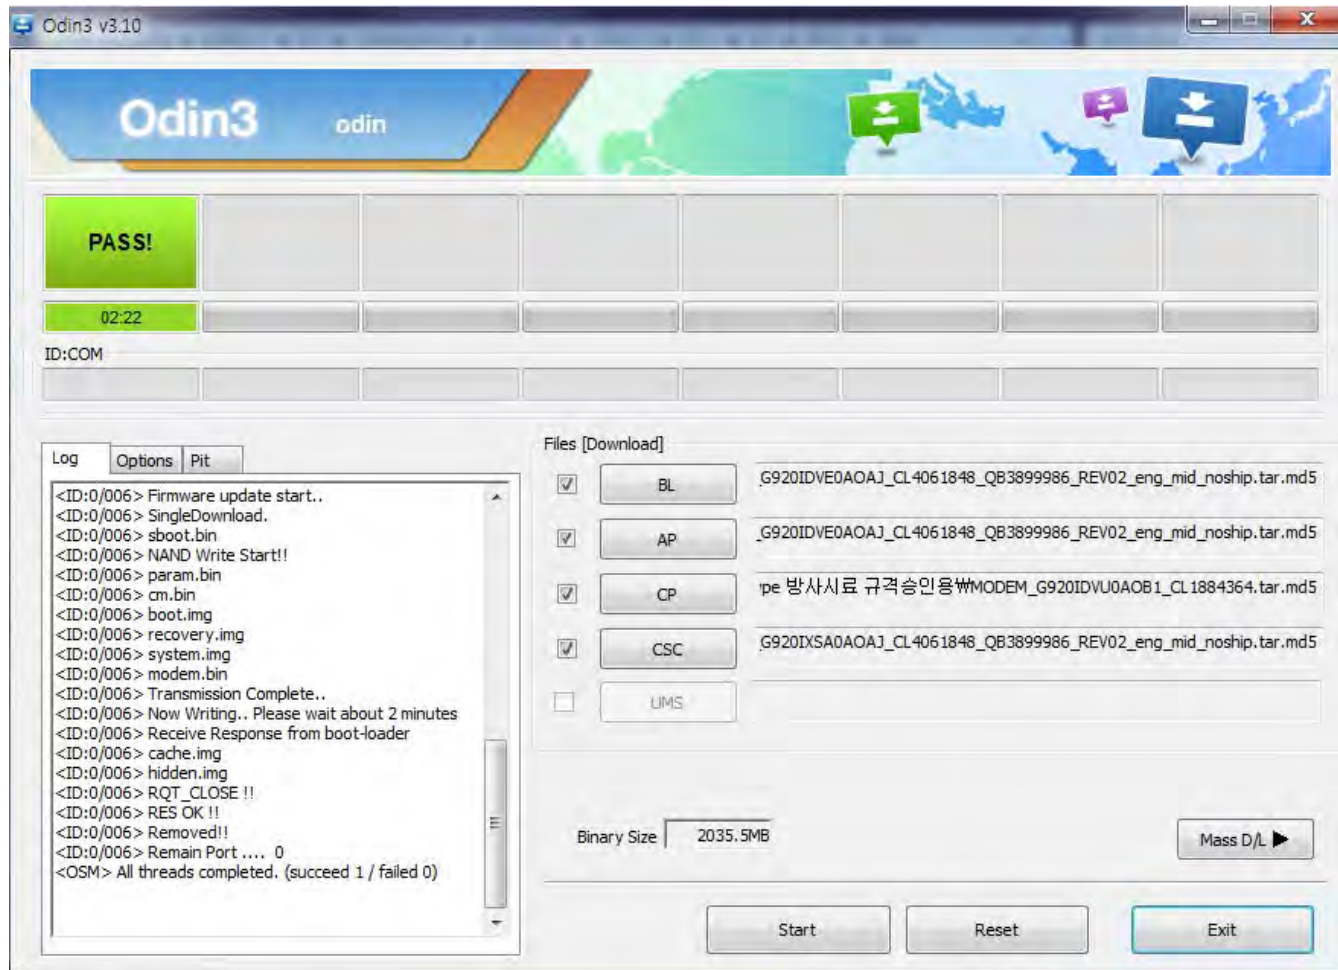 Odin3 v3.10
Odin3 odin
PASS!
02:22
ID:COM
Log Options Pit
<ID:0/006> Firmware update start..
<ID:0/006> SingleDownload.
<ID:0/006> sboot.bin
<ID:0/006> NAND Write Start!!
<ID:0/006> param.bin
<ID:0/006> cm.bin
<ID:0/006> boot.img
<ID:0/006> recovery.img
<ID:0/006> system.img
<ID:0/006> modem.bin
<ID:0/006> Transmission Complete..
<ID:0/006> Now Writing.. Please wait about 2 minutes
<ID:0/006> Receive Response from boot-loader
<ID:0/006> cache.img
<ID:0/006> hidden.img
<ID:0/006> RQT_CLOSE !!
<ID:0/006> RES OK !!
<ID:0/006> Removed!!
<ID:0/006> Remain Port .... 0
<OSM> All threads completed. (succeed 1 / failed 0)
Files [Download]
BL _G920IDVE0AOAJ_CL4061848_QB3899986_REV02_eng_mid_noship.tar.md5
AP _G920IDVE0AOAJ_CL4061848_QB3899986_REV02_eng_mid_noship.tar.md5
CP ʼpe 방사시료 규격승인용₩MODEM_G920IDVU0AOB1_CL1884364.tar.md5
CSC _G920IXSA0AOAJ_CL4061848_QB3899986_REV02_eng_mid_noship.tar.md5
UMS
Binary Size 2035.5MB
Mass D/L ▶
Start Reset Exit